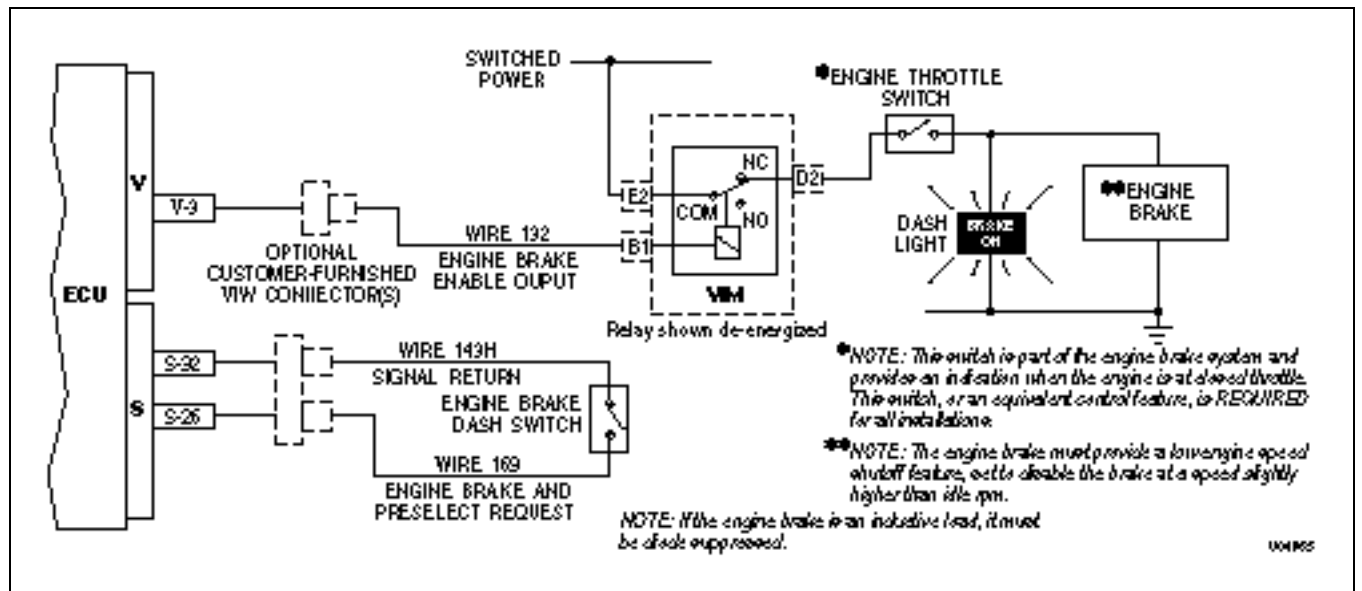 SWITCHED
POWER
*ENGINE THROTTLE
SWITCH
V
V-3
OPTIONAL
CUSTOMER-FURNISHED
VIW CONNECTOR(S)
WIRE 132
ENGINE BRAKE
ENABLE OUPUT
E2
B1
COM
NC
NO
D2
VIM
Relay shown de-energized
DASH
LIGHT
BRAKE
ON
**ENGINE
BRAKE
ECU
S
S-32
S-26
WIRE 143H
SIGNAL RETURN
ENGINE BRAKE
DASH SWITCH
WIRE 169
ENGINE BRAKE AND
PRESELECT REQUEST
*NOTE: This switch is part of the engine brake system and
provides an indication when the engine is at closed throttle.
This switch, or an equivalent control feature, is REQUIRED
for all installations.
**NOTE: The engine brake must provide a low engine speed
shutoff feature, set to disable the brake at a speed slightly
higher than idle rpm.
NOTE: If the engine brake is an inductive load, it must
be diode suppressed.